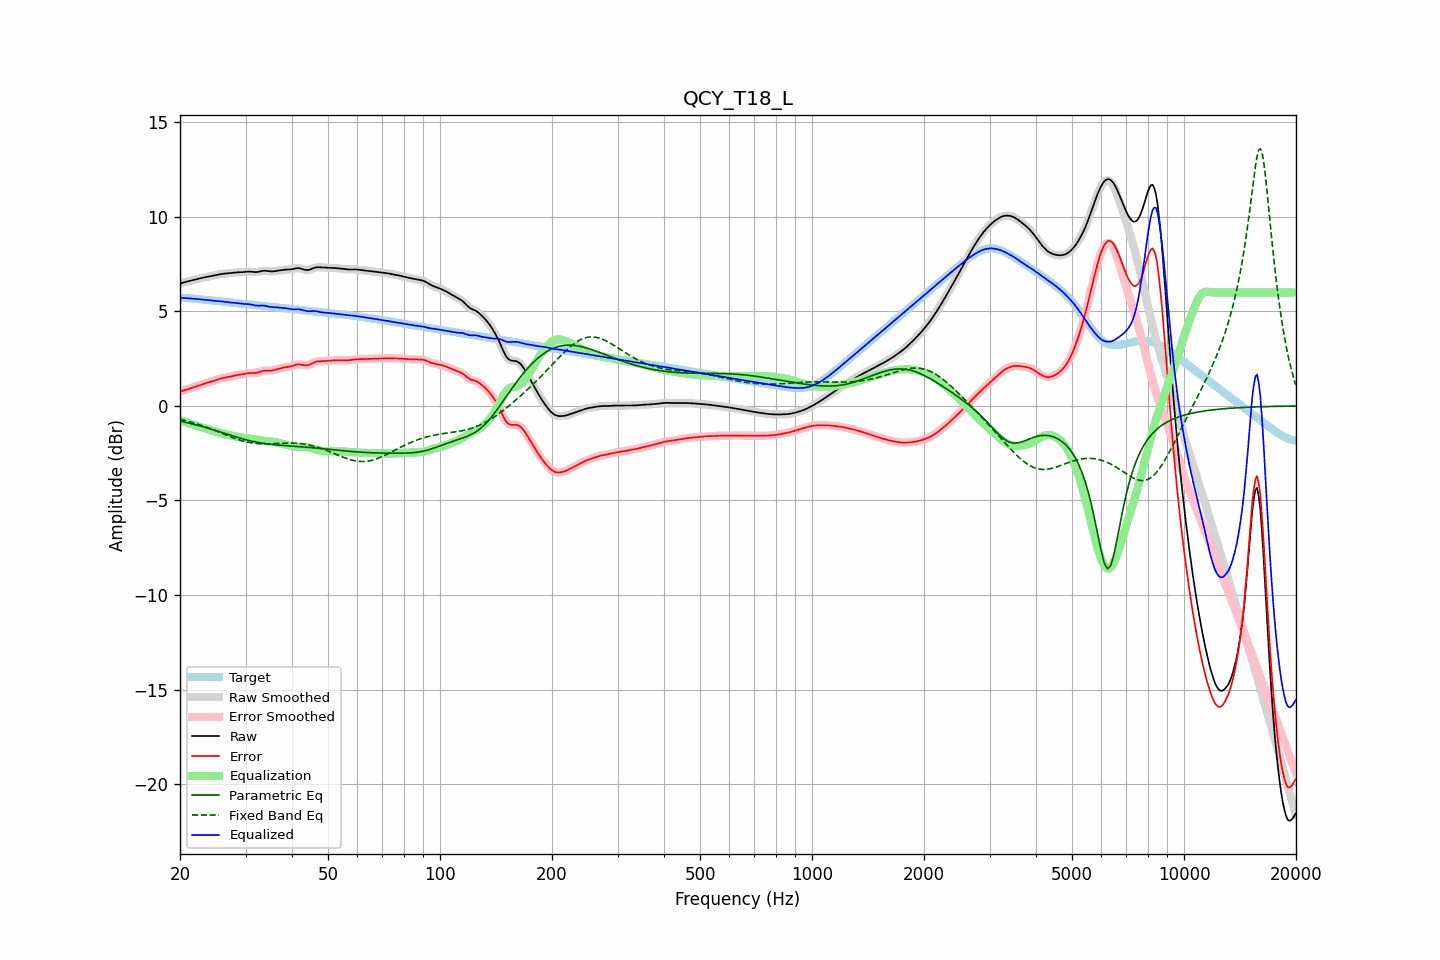 QCY_T18_L
Amplitude (dBr)
15
10
5
0
−5
−10
−15
−20
Target
Raw Smoothed
Error Smoothed
Raw
Error
Equalization
Parametric Eq
Fixed Band Eq
Equalized
20 50 100 200 500 1000 2000 5000 10000 20000
Frequency (Hz)